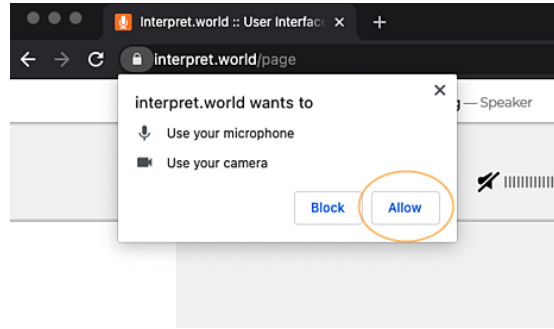 Interpret.world :: User Interface
interpret.world/page
interpret.world wants to
— Speaker
Use your microphone
Use your camera
Block
Allow